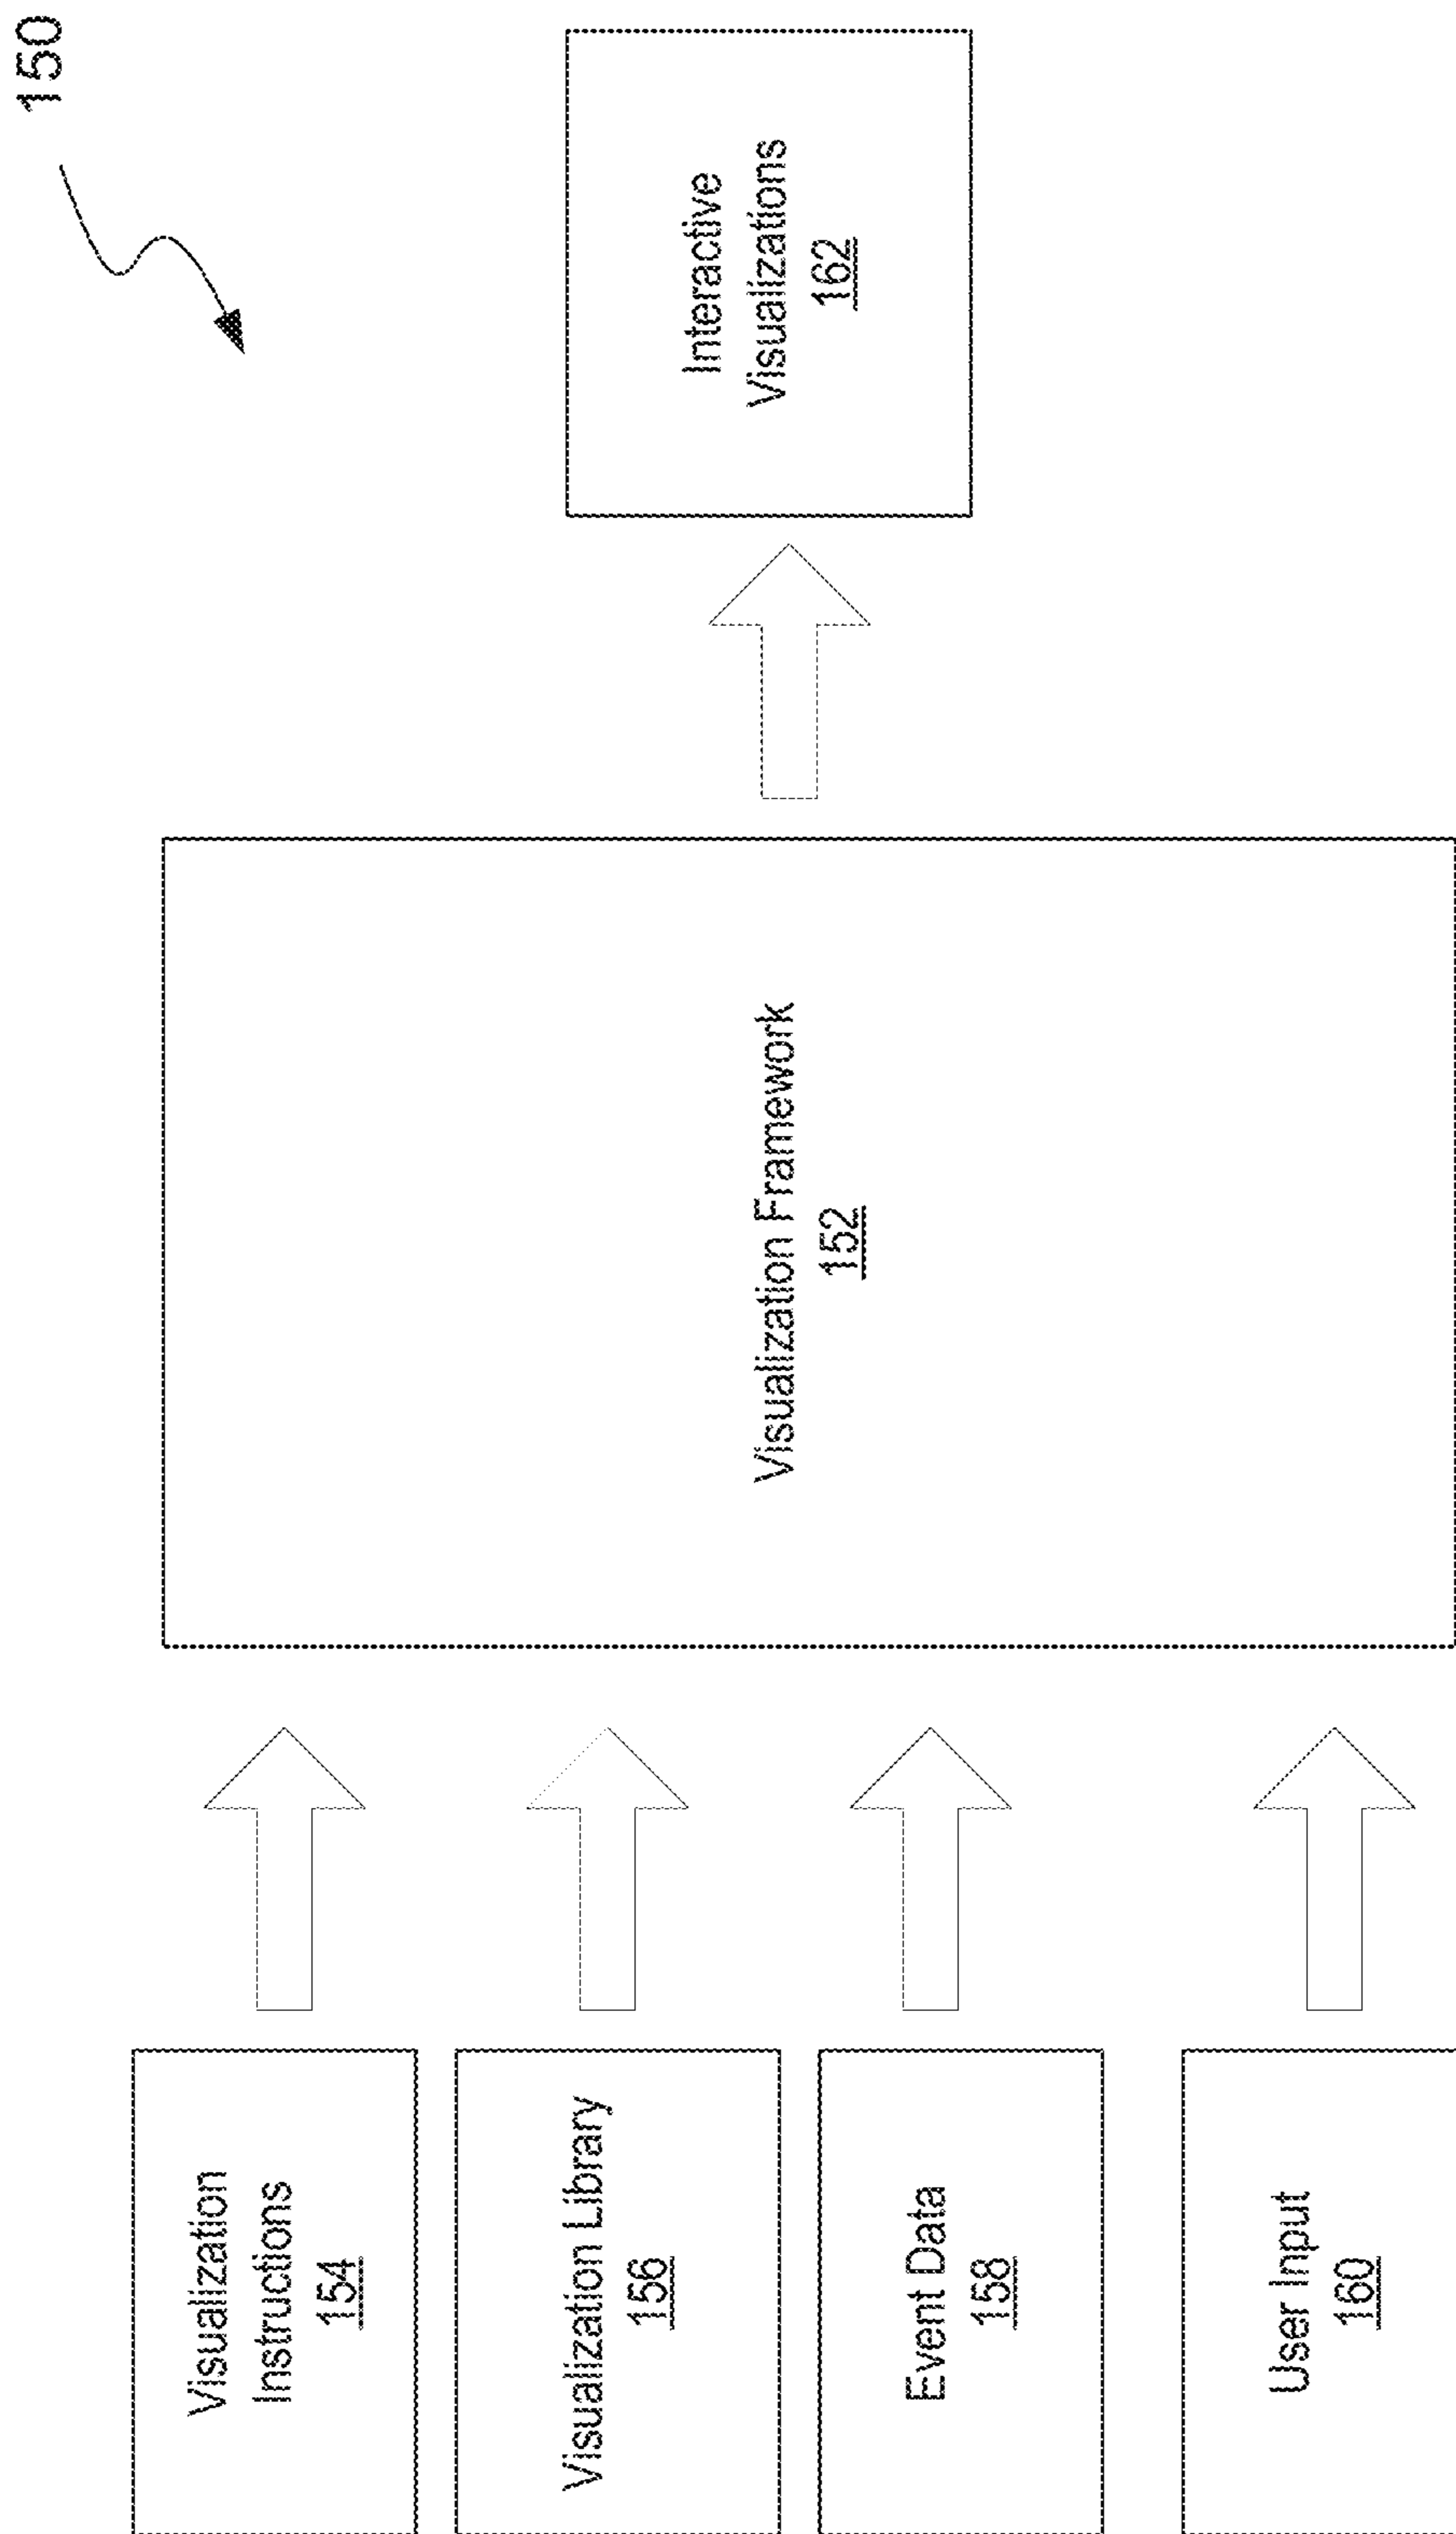 150
Visualization
Instructions
154
Visualization Library
156
Event Data
158
User Input
160
Visualization Framework
152
Interactive
Visualizations
162